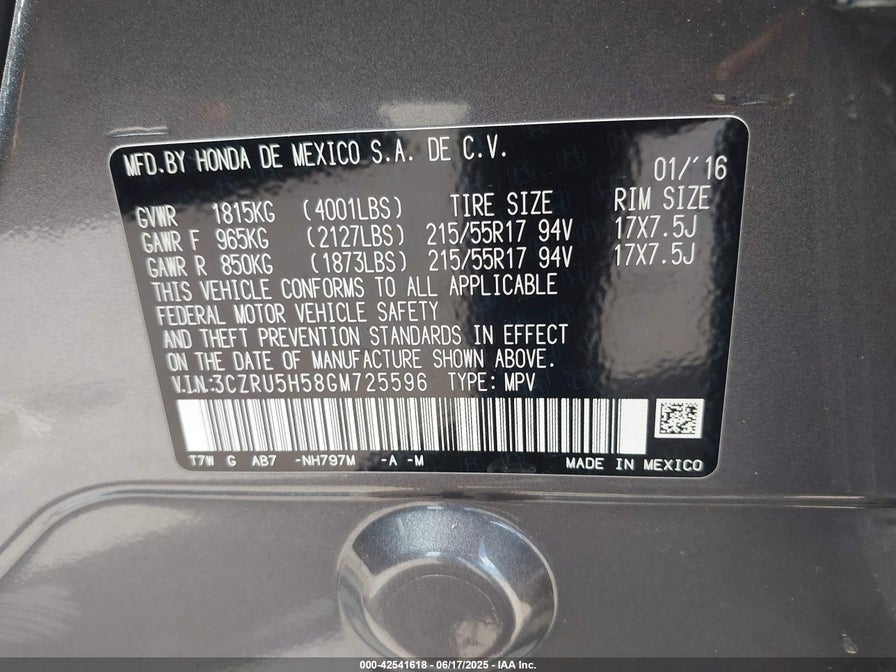 MFD.BY HONDA DE MEXICO S.A. DE C.V.
01/'16
GVWR 1815KG (4001LBS) TIRE SIZE RIM SIZE
GAWR F 965KG (2127LBS) 215/55R17 94V 17X7.5J
GAWR R 850KG (1873LBS) 215/55R17 94V 17X7.5J
THIS VEHICLE CONFORMS TO ALL APPLICABLE
FEDERAL MOTOR VEHICLE SAFETY
AND THEFT PREVENTION STANDARDS IN EFFECT
ON THE DATE OF MANUFACTURE SHOWN ABOVE.
V.I.N.:3CZRU5H58GM725596 TYPE: MPV
T7W G AB7 -NH797M -A -M MADE IN MEXICO
000-42541618 - 06/17/2025 - IAA Inc.